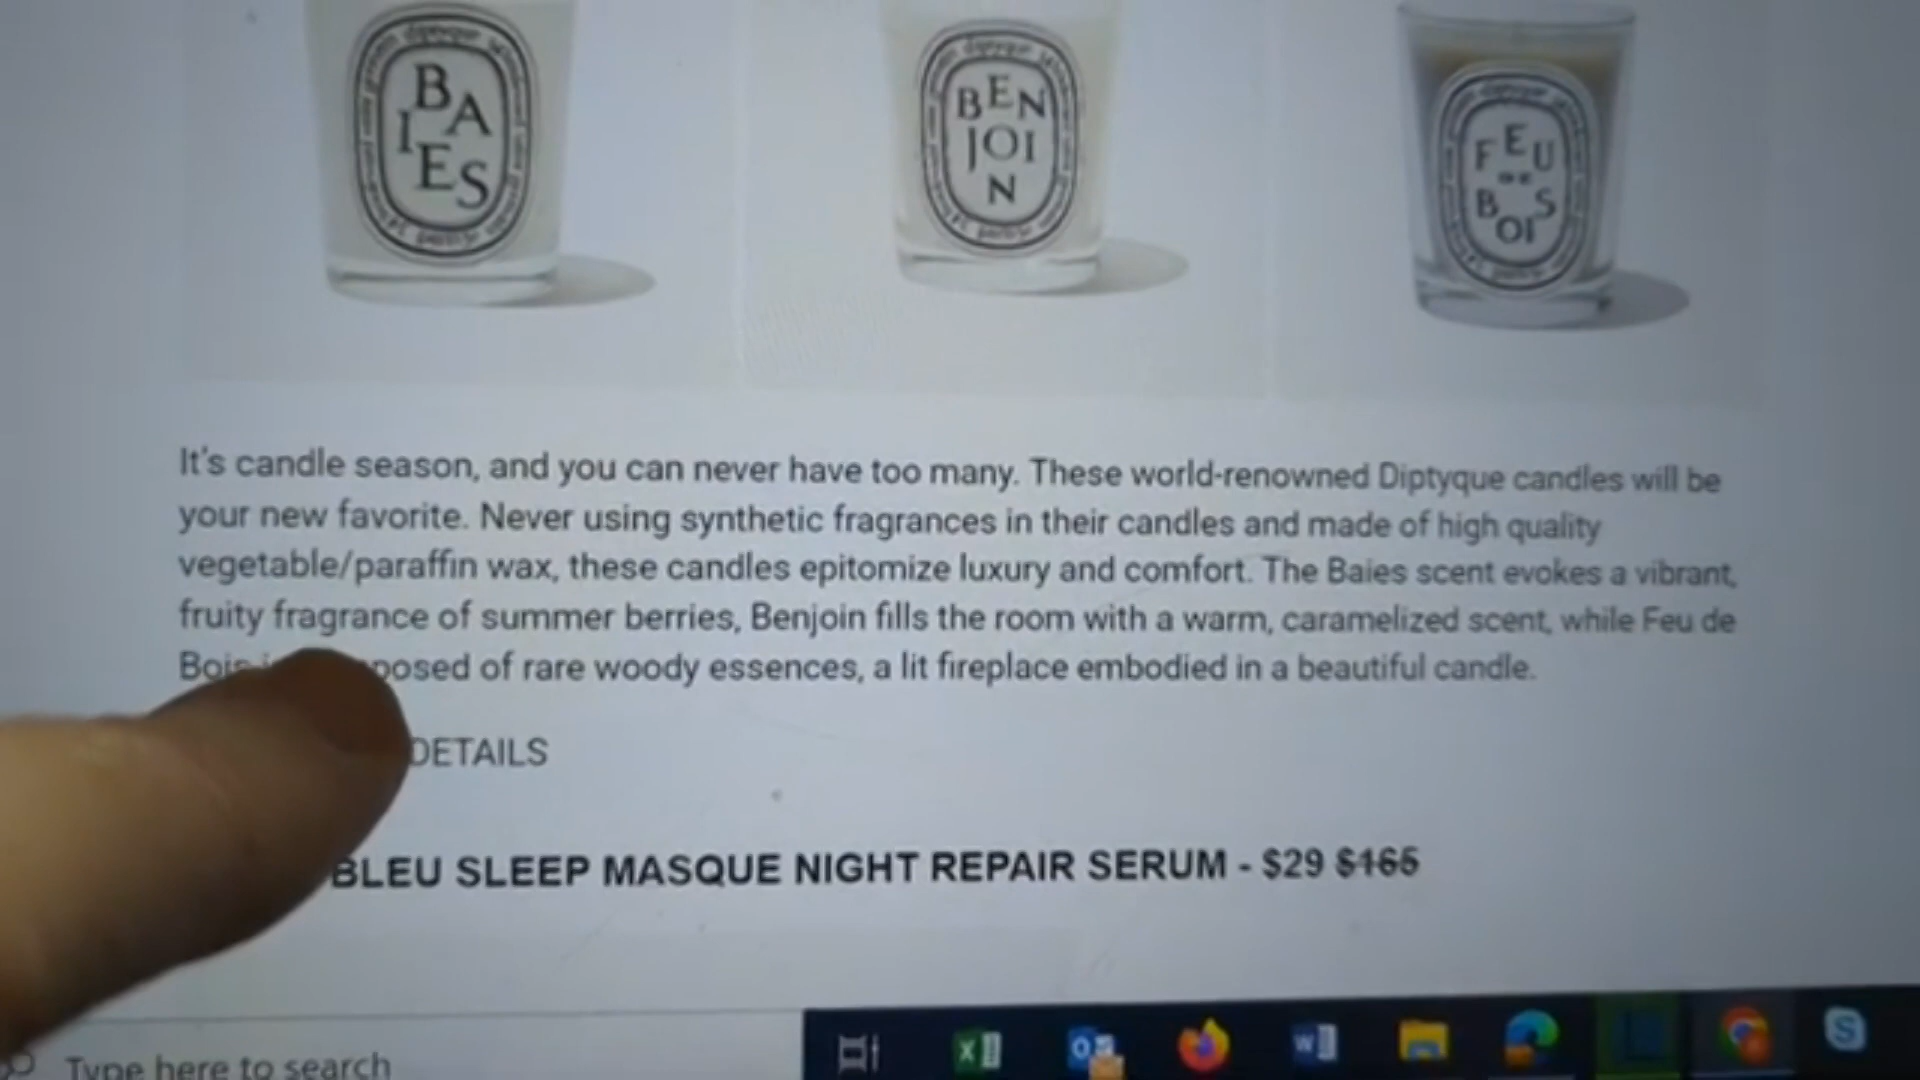 BAIES
BENJOIN
FEU DE BOIS
It's candle season, and you can never have too many. These world-renowned Diptyque candles will be
your new favorite. Never using synthetic fragrances in their candles and made of high quality
vegetable/paraffin wax, these candles epitomize luxury and comfort. The Baies scent evokes a vibrant,
fruity fragrance of summer berries, Benjoin fills the room with a warm, caramelized scent, while Feu de
Bois posed of rare woody essences, a lit fireplace embodied in a beautiful candle.
DETAILS
BLEU SLEEP MASQUE NIGHT REPAIR SERUM - $29 $165
Type here to search